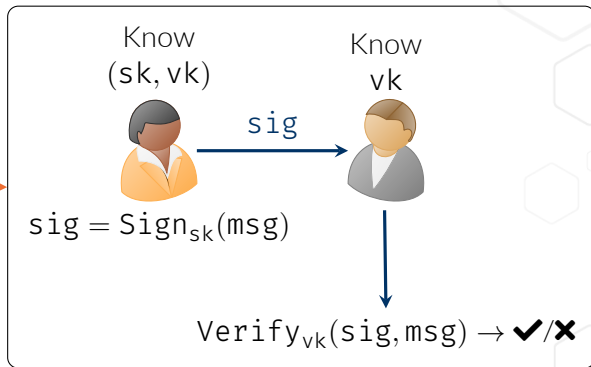 Know
(sk, vk)
Know
vk
sig
sig = Sign_sk(msg)
Verify_vk(sig, msg) → ✔/✖